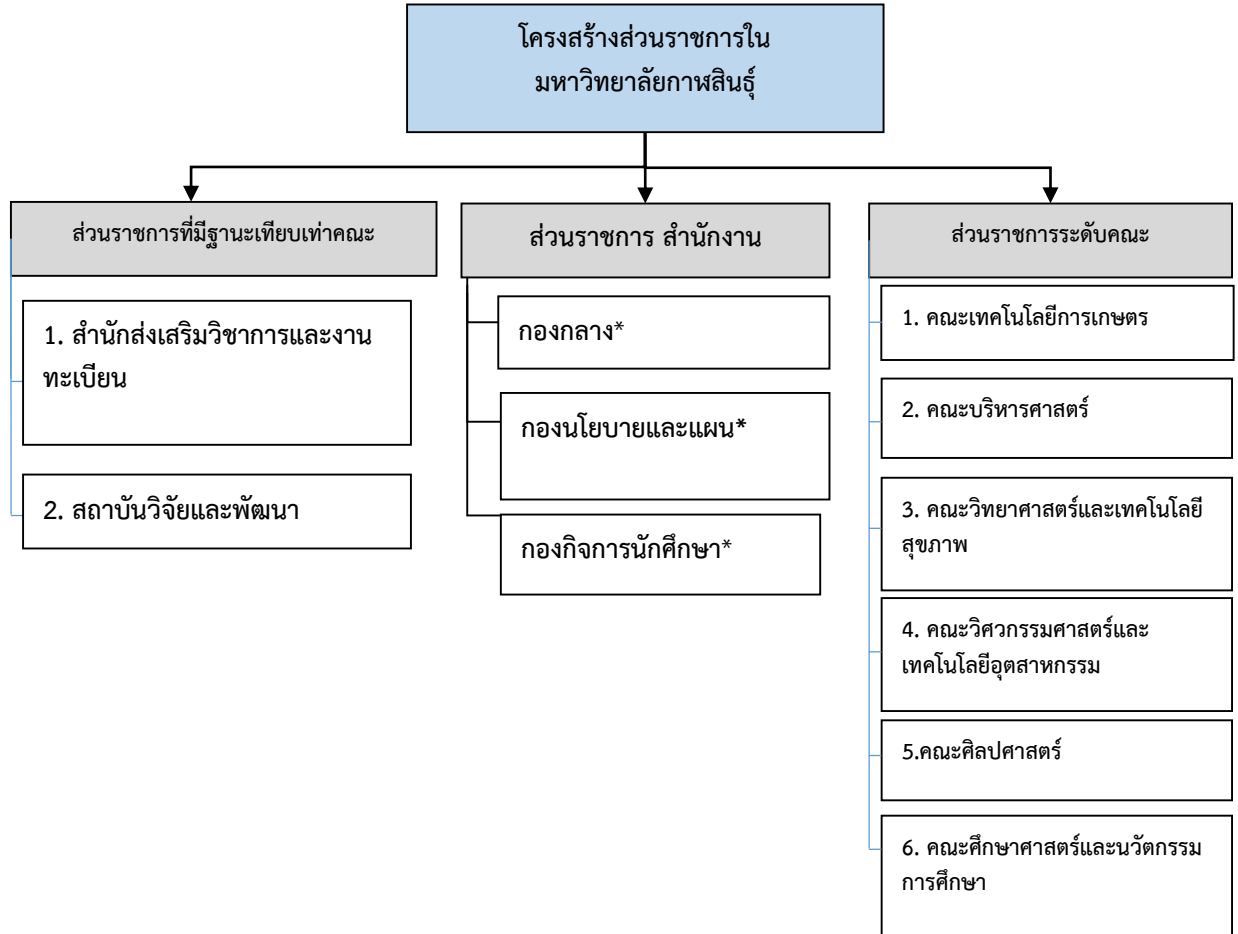 โครงสร้างส่วนราชการใน
มหาวิทยาลัยกาฬสินธุ์
ส่วนราชการที่มีฐานะเทียบเท่าคณะ
1. สำนักส่งเสริมวิชาการและงาน
ทะเบียน
2. สถาบันวิจัยและพัฒนา
ส่วนราชการ สำนักงาน
กองกลาง*
กองนโยบายและแผน*
กองกิจการนักศึกษา*
ส่วนราชการระดับคณะ
1. คณะเทคโนโลยีการเกษตร
2. คณะบริหารศาสตร์
3. คณะวิทยาศาสตร์และเทคโนโลยี
สุขภาพ
4. คณะวิศวกรรมศาสตร์และ
เทคโนโลยีอุตสาหกรรม
5.คณะศิลปศาสตร์
6. คณะศึกษาศาสตร์และนวัตกรรม
การศึกษา